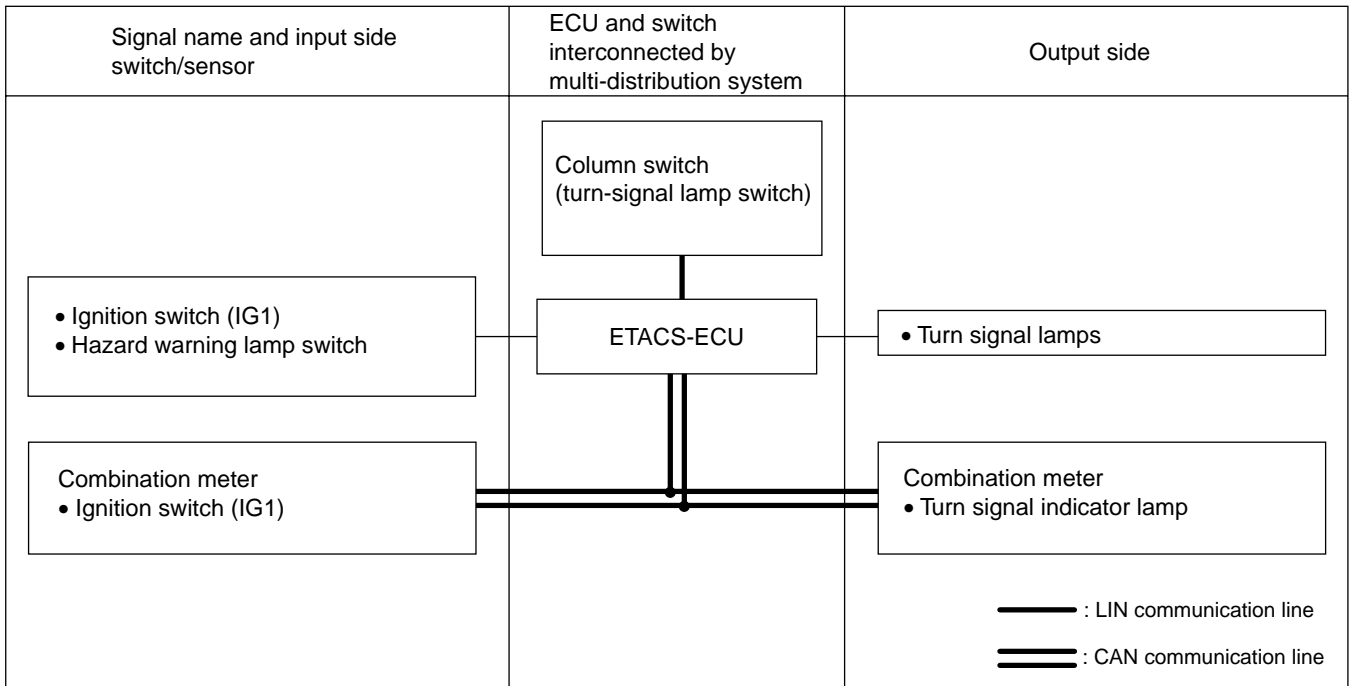 Signal name and input side
switch/sensor
ECU and switch
interconnected by
multi-distribution system
Output side
Column switch
(turn-signal lamp switch)
• Ignition switch (IG1)
• Hazard warning lamp switch
ETACS-ECU
• Turn signal lamps
Combination meter
• Ignition switch (IG1)
Combination meter
• Turn signal indicator lamp
: LIN communication line
: CAN communication line